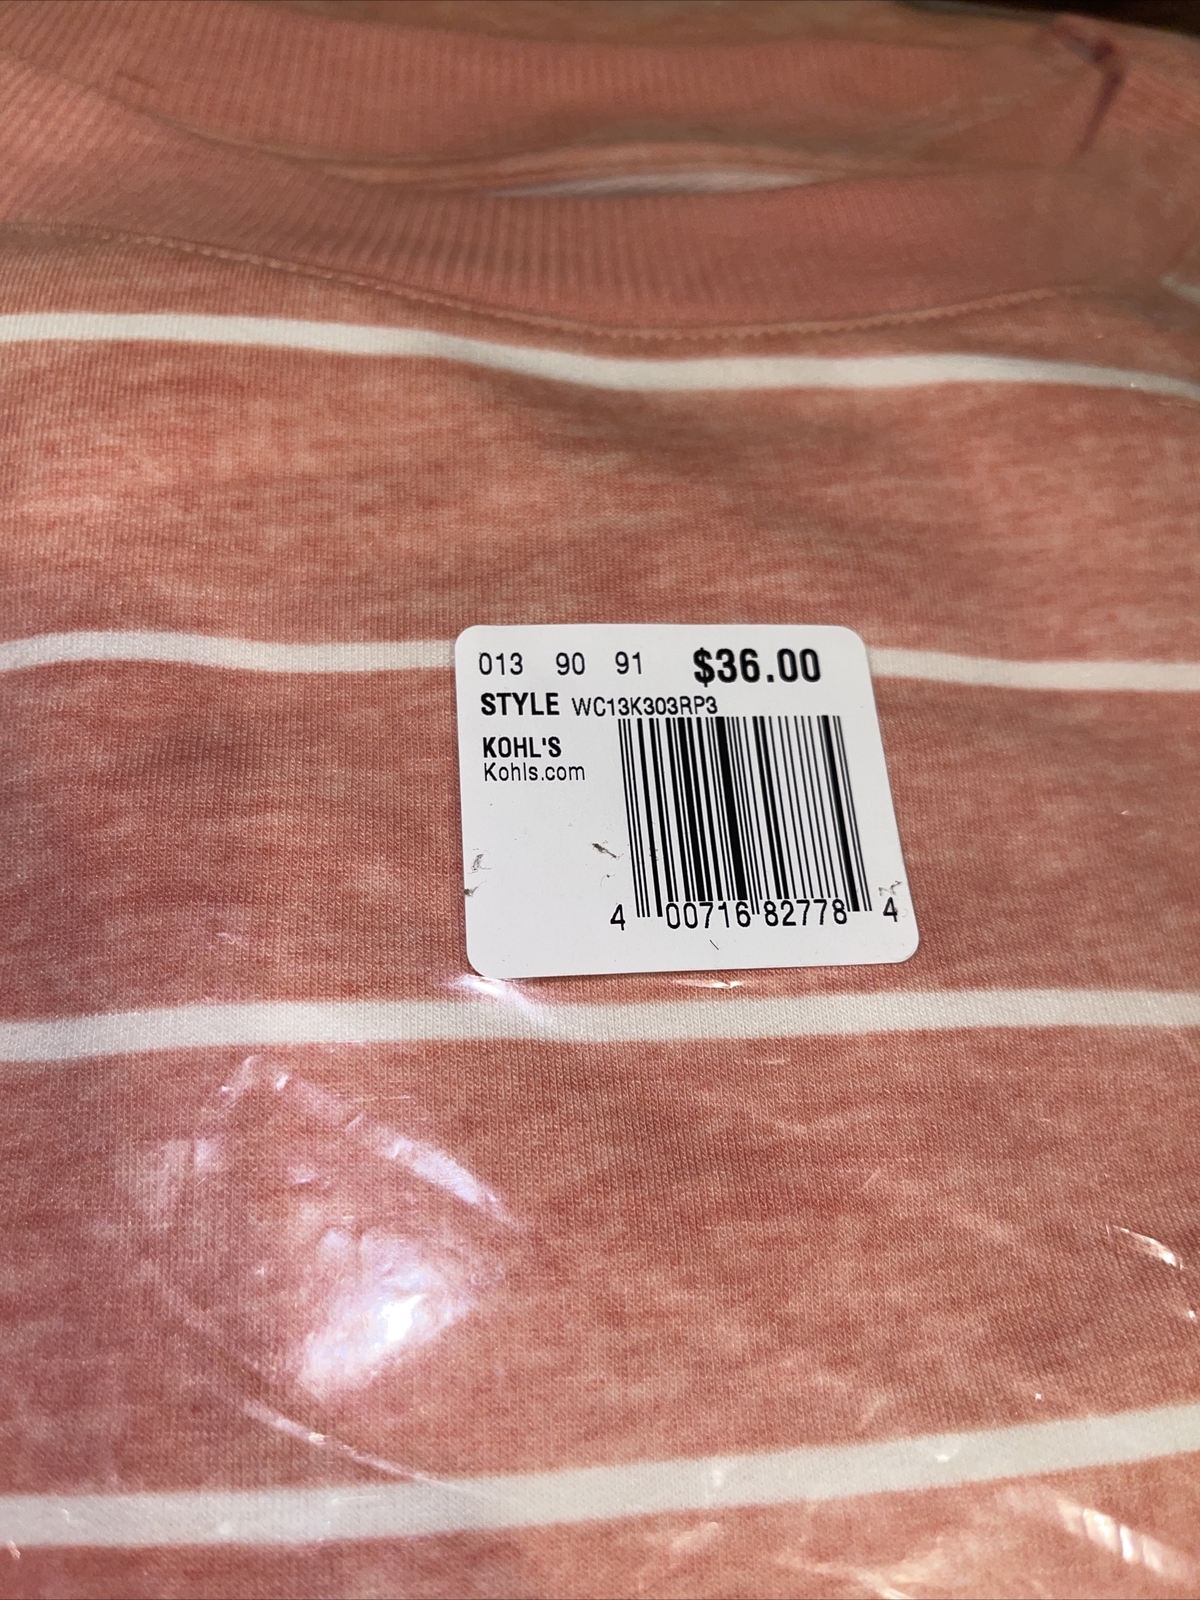 013 90 91 $36.00
STYLE WC13K303RP3
KOHL'S
Kohls.com
4 00716 82778 4